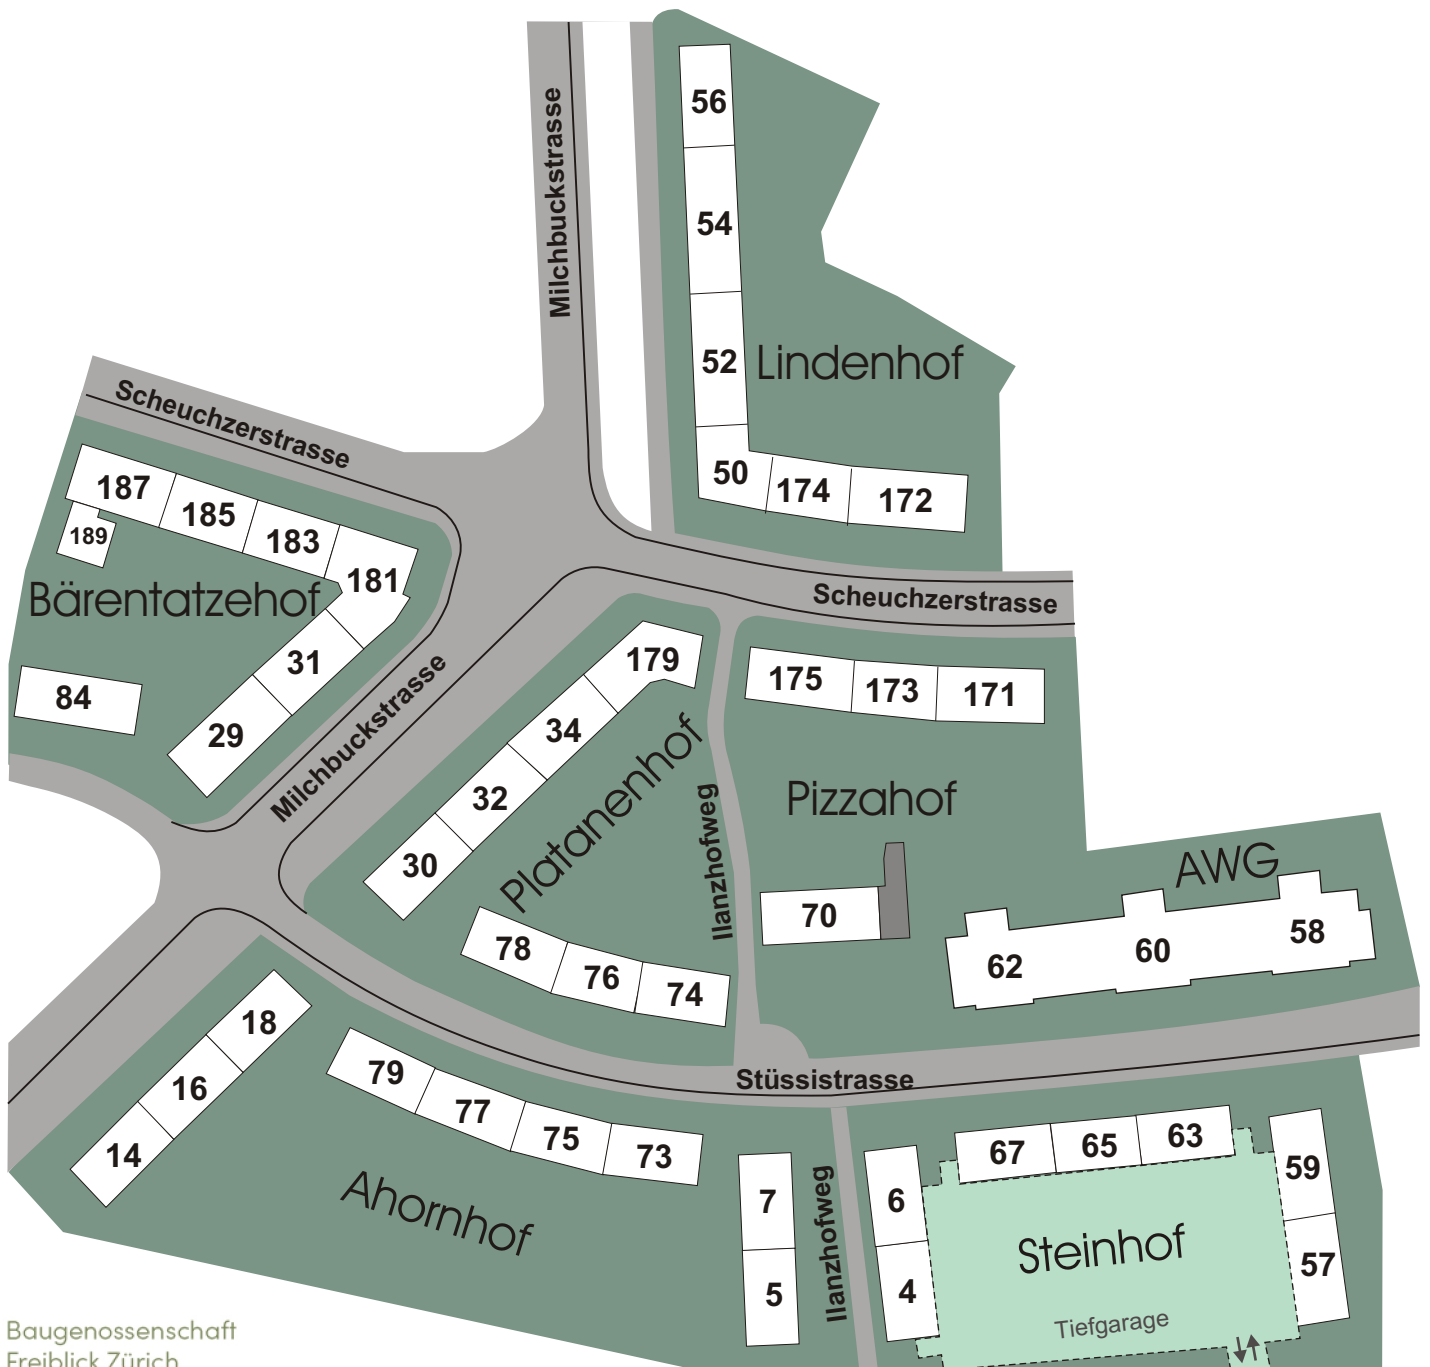 56
Milchbuckstrasse
54
52
Lindenhof
50
174
172
Scheuchzerstrasse
187
185
183
181
189
Bärentatzehof
31
29
84
Scheuchzerstrasse
Milchbuckstrasse
179
34
32
30
Platanenhof
78
76
74
Ilanzhofweg
175
173
171
Pizzahof
70
AWG
62
60
58
Stüssistrasse
18
16
14
79
77
75
73
Ahornhof
7
5
Ilanzhofweg
6
4
67
65
63
59
57
Steinhof
Tiefgarage
Baugenossenschaft
Freiblick Zürich